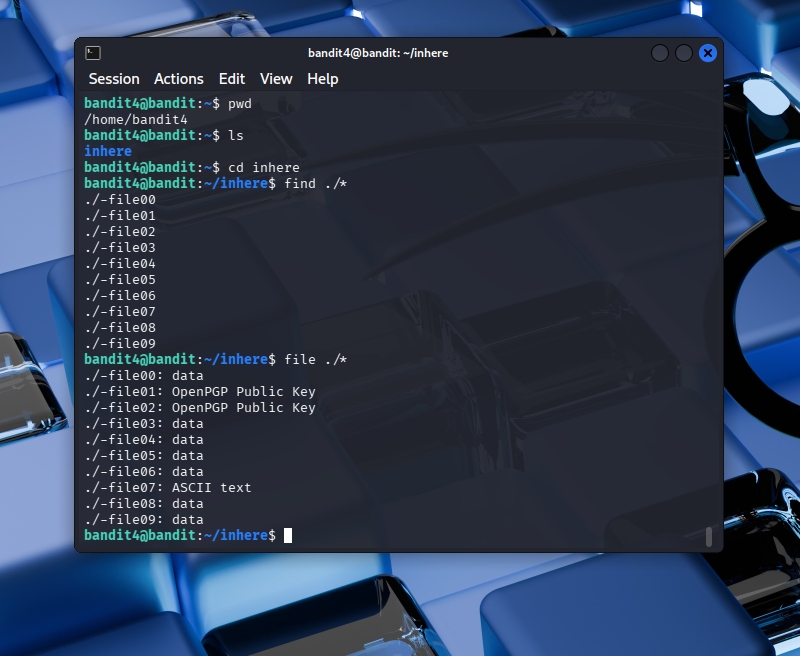 bandit4@bandit: ~/inhere
Session Actions Edit View Help
bandit4@bandit:~$ pwd
/home/bandit4
bandit4@bandit:~$ ls
inhere
bandit4@bandit:~$ cd inhere
bandit4@bandit:~/inhere$ find ./*
./-file00
./-file01
./-file02
./-file03
./-file04
./-file05
./-file06
./-file07
./-file08
./-file09
bandit4@bandit:~/inhere$ file ./*
./-file00: data
./-file01: OpenPGP Public Key
./-file02: OpenPGP Public Key
./-file03: data
./-file04: data
./-file05: data
./-file06: data
./-file07: ASCII text
./-file08: data
./-file09: data
bandit4@bandit:~/inhere$